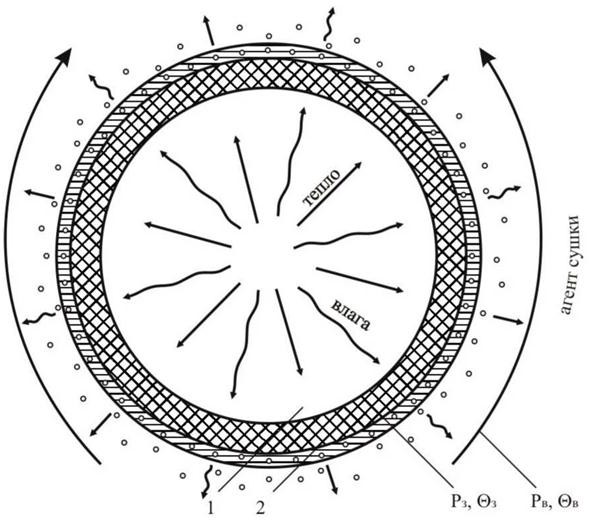 тепло
агент сушки
влага
1
2
Pз, Θз
Pв, Θв